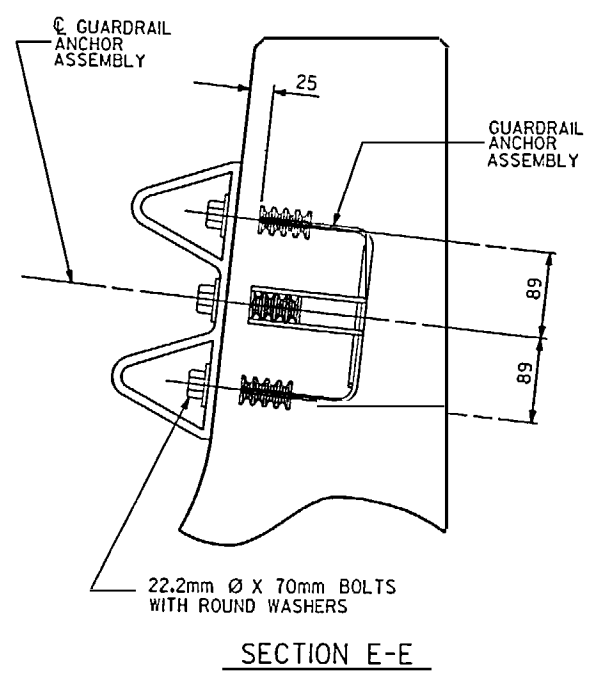 ℄ GUARDRAIL
ANCHOR
ASSEMBLY
25
GUARDRAIL
ANCHOR
ASSEMBLY
89
89
22.2mm Ø X 70mm BOLTS
WITH ROUND WASHERS
SECTION E-E